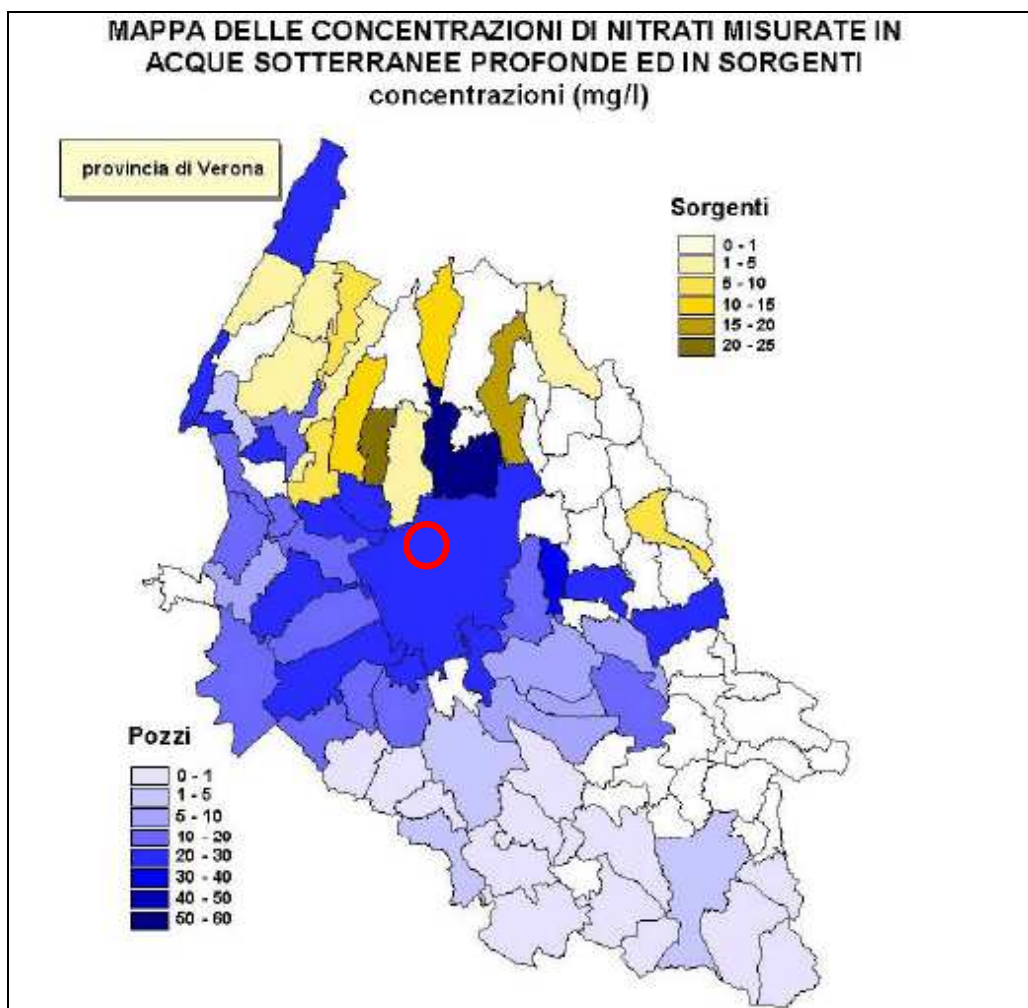 MAPPA DELLE CONCENTRAZIONI DI NITRATI MISURATE IN
ACQUE SOTTERRANEE PROFONDE ED IN SORGENTI
concentrazioni (mg/l)
provincia di Verona
Sorgenti
0 - 1
1 - 5
5 - 10
10 - 15
15 - 20
20 - 25
Pozzi
0 - 1
1 - 5
5 - 10
10 - 20
20 - 30
30 - 40
40 - 50
50 - 60